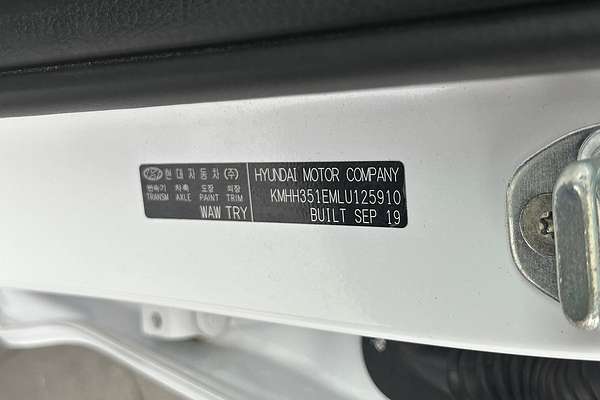 현대자동차(주)
변속기 차축 도장 의장
TRANSM AXLE PAINT TRIM
WAW TRY
HYUNDAI MOTOR COMPANY
KMHH351EMLU125910
BUILT SEP 19